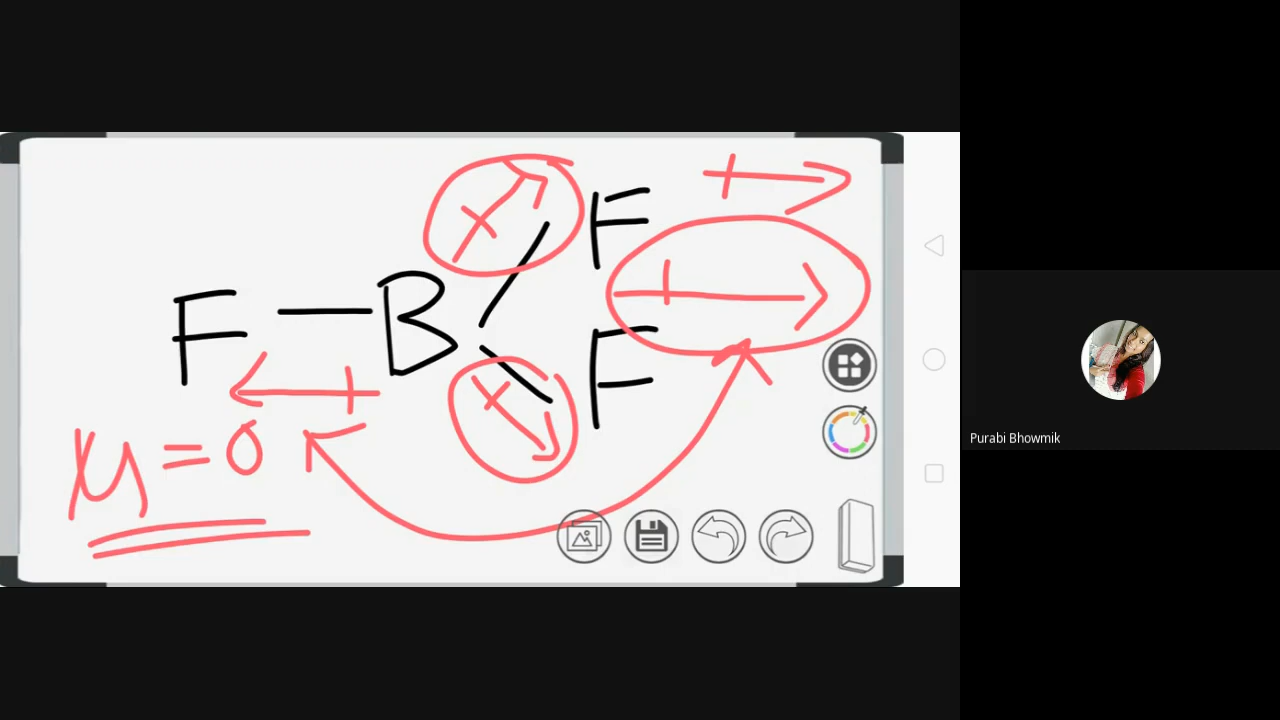 F
F B
F
μ = 0
Purabi Bhowmik